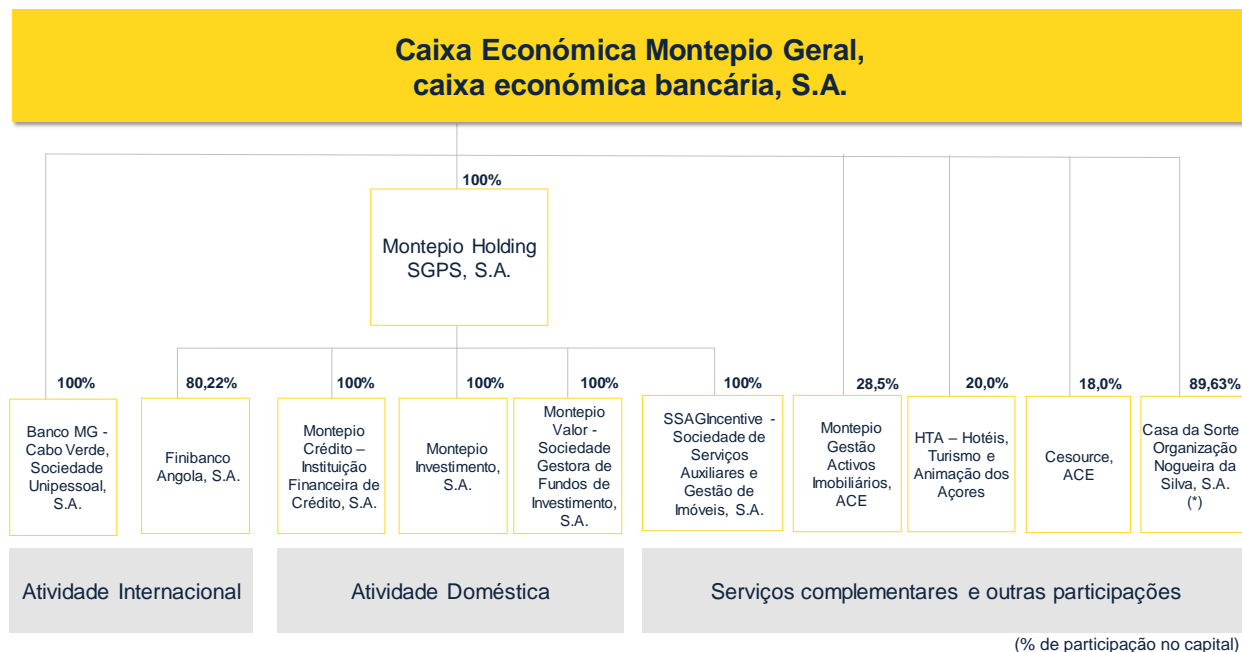 Caixa Económica Montepio Geral,
caixa económica bancária, S.A.
100%
Montepio Holding
SGPS, S.A.
100%
80,22%
100%
100%
100%
100%
28,5%
20,0%
18,0%
89,63%
Banco MG -
Cabo Verde,
Sociedade
Unipessoal,
S.A.
Finibanco
Angola, S.A.
Montepio
Crédito –
Instituição
Financeira de
Crédito, S.A.
Montepio
Investimento,
S.A.
Montepio
Valor -
Sociedade
Gestora de
Fundos de
Investimento,
S.A.
SSAGIncentive -
Sociedade de
Serviços
Auxiliares e
Gestão de
Imóveis, S.A.
Montepio
Gestão
Activos
Imobiliários,
ACE
HTA – Hotéis,
Turismo e
Animação dos
Açores
Cesource,
ACE
Casa da Sorte -
Organização
Nogueira da
Silva, S.A.
(*)
Atividade Internacional
Atividade Doméstica
Serviços complementares e outras participações
(% de participação no capital)